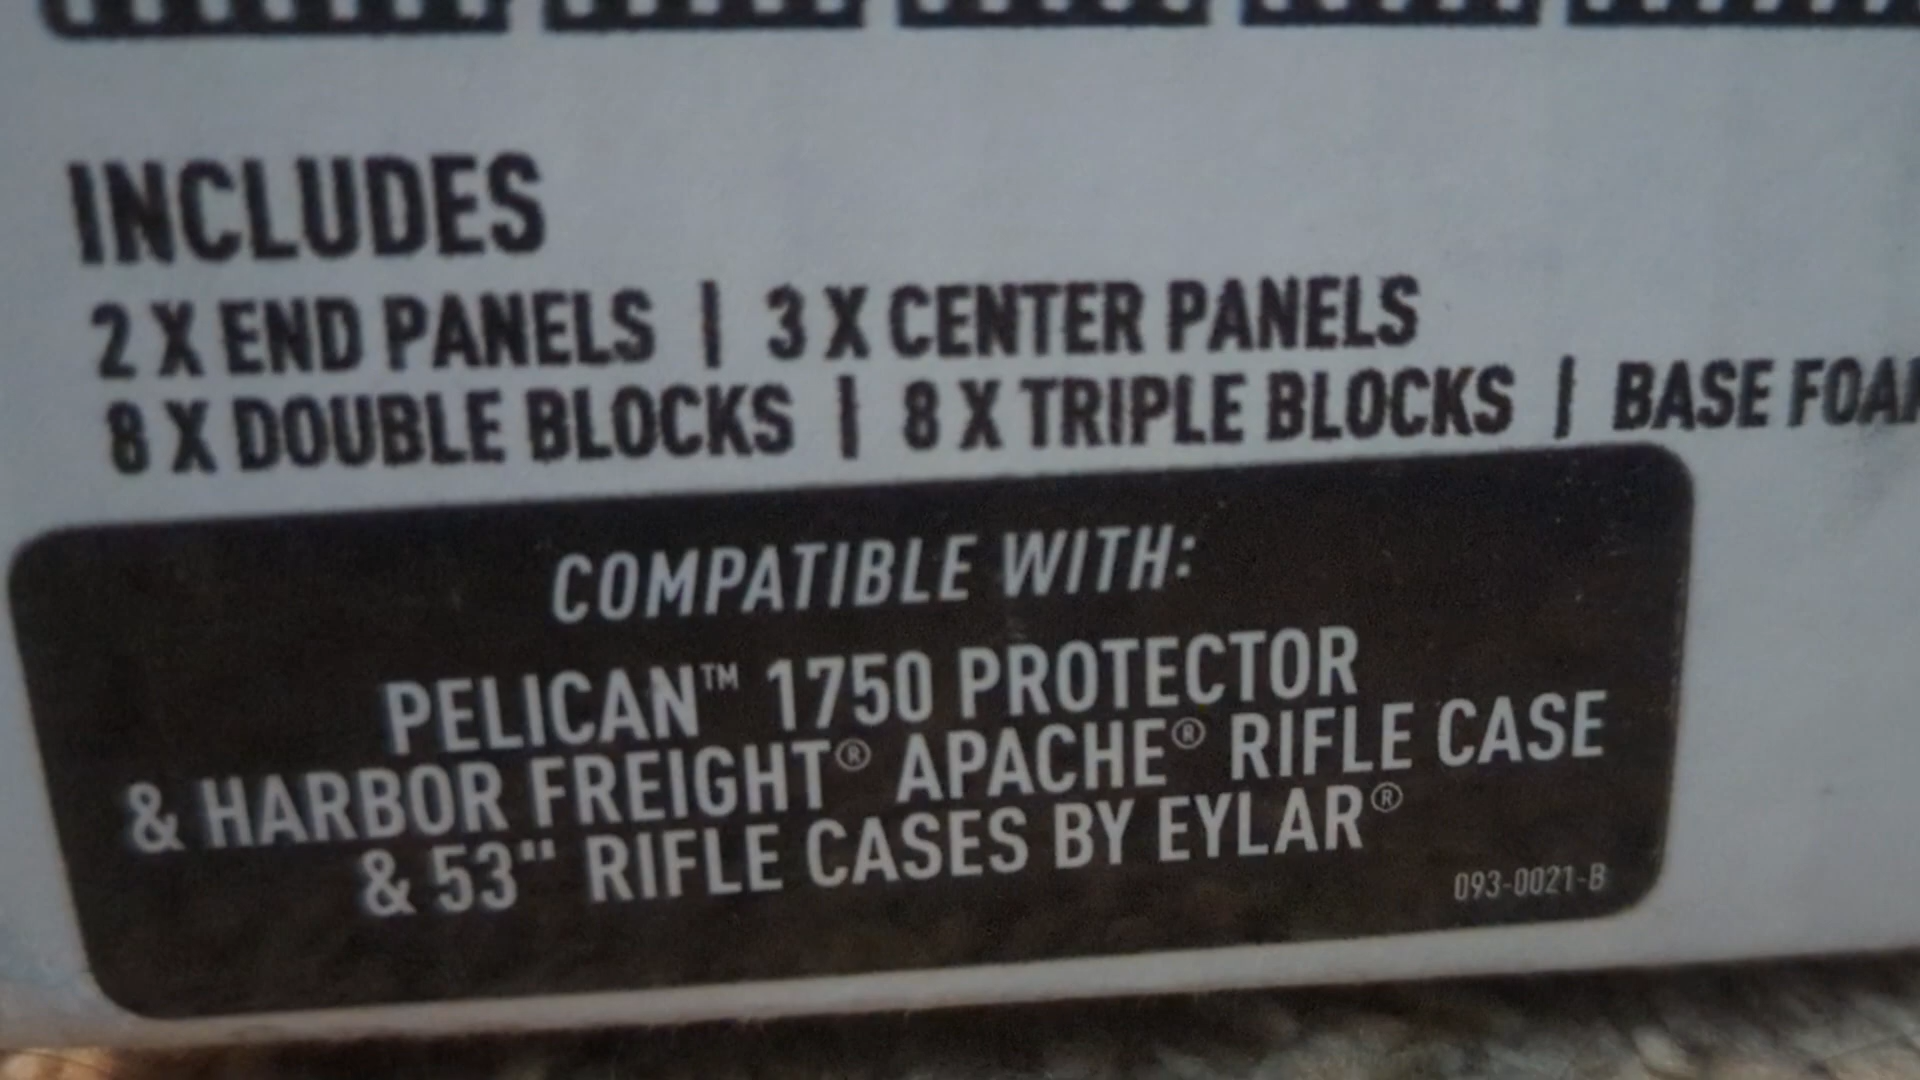 INCLUDES
2 X END PANELS | 3 X CENTER PANELS
8 X DOUBLE BLOCKS | 8 X TRIPLE BLOCKS | BASE
COMPATIBLE WITH:
PELICAN™ 1750 PROTECTOR
& HARBOR FREIGHT® APACHE® RIFLE CASE
& 53" RIFLE CASES BY EYLAR®
093-0021-B